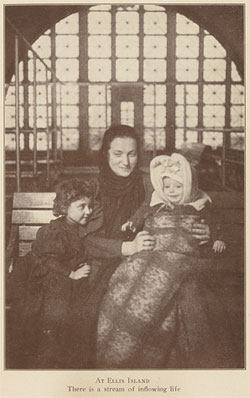 AT ELLIS ISLAND
There is a stream of inflowing life